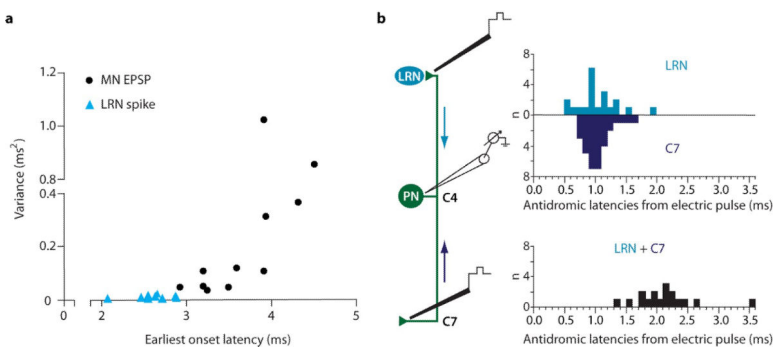 a
1.2
1.0
0.8
0.4
0.2
0
Variance (ms²)
MN EPSP
LRN spike
0 2 3 4 5
Earliest onset latency (ms)
b
LRN
PN
C4
C7
8
4
0
4
8
n
LRN
C7
0.0 0.5 1.0 1.5 2.0 2.5 3.0 3.5
Antidromic latencies from electric pulse (ms)
LRN + C7
8
4
0
n
0.0 0.5 1.0 1.5 2.0 2.5 3.0 3.5
Antidromic latencies from electric pulse (ms)